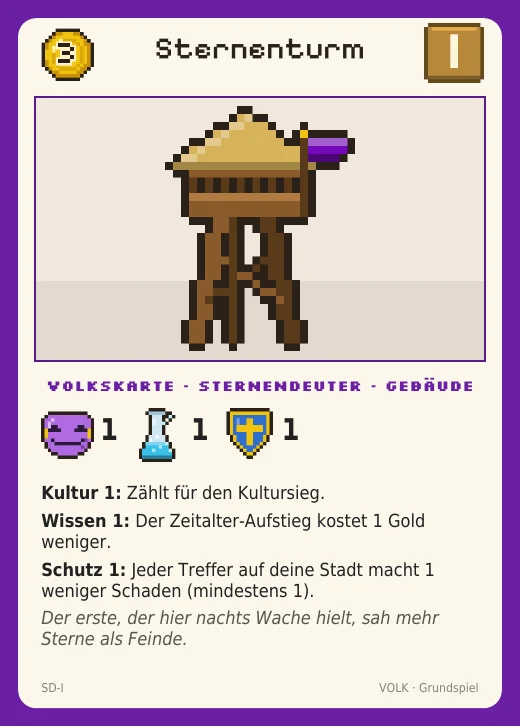 3 Sternenturm I
VOLKSKARTE · STERNENDEUTER · GEBÄUDE
1 1 1
Kultur 1: Zählt für den Kultursieg.
Wissen 1: Der Zeitalter-Aufstieg kostet 1 Gold
weniger.
Schutz 1: Jeder Treffer auf deine Stadt macht 1
weniger Schaden (mindestens 1).
Der erste, der hier nachts Wache hielt, sah mehr
Sterne als Feinde.
SD-I VOLK · Grundspiel